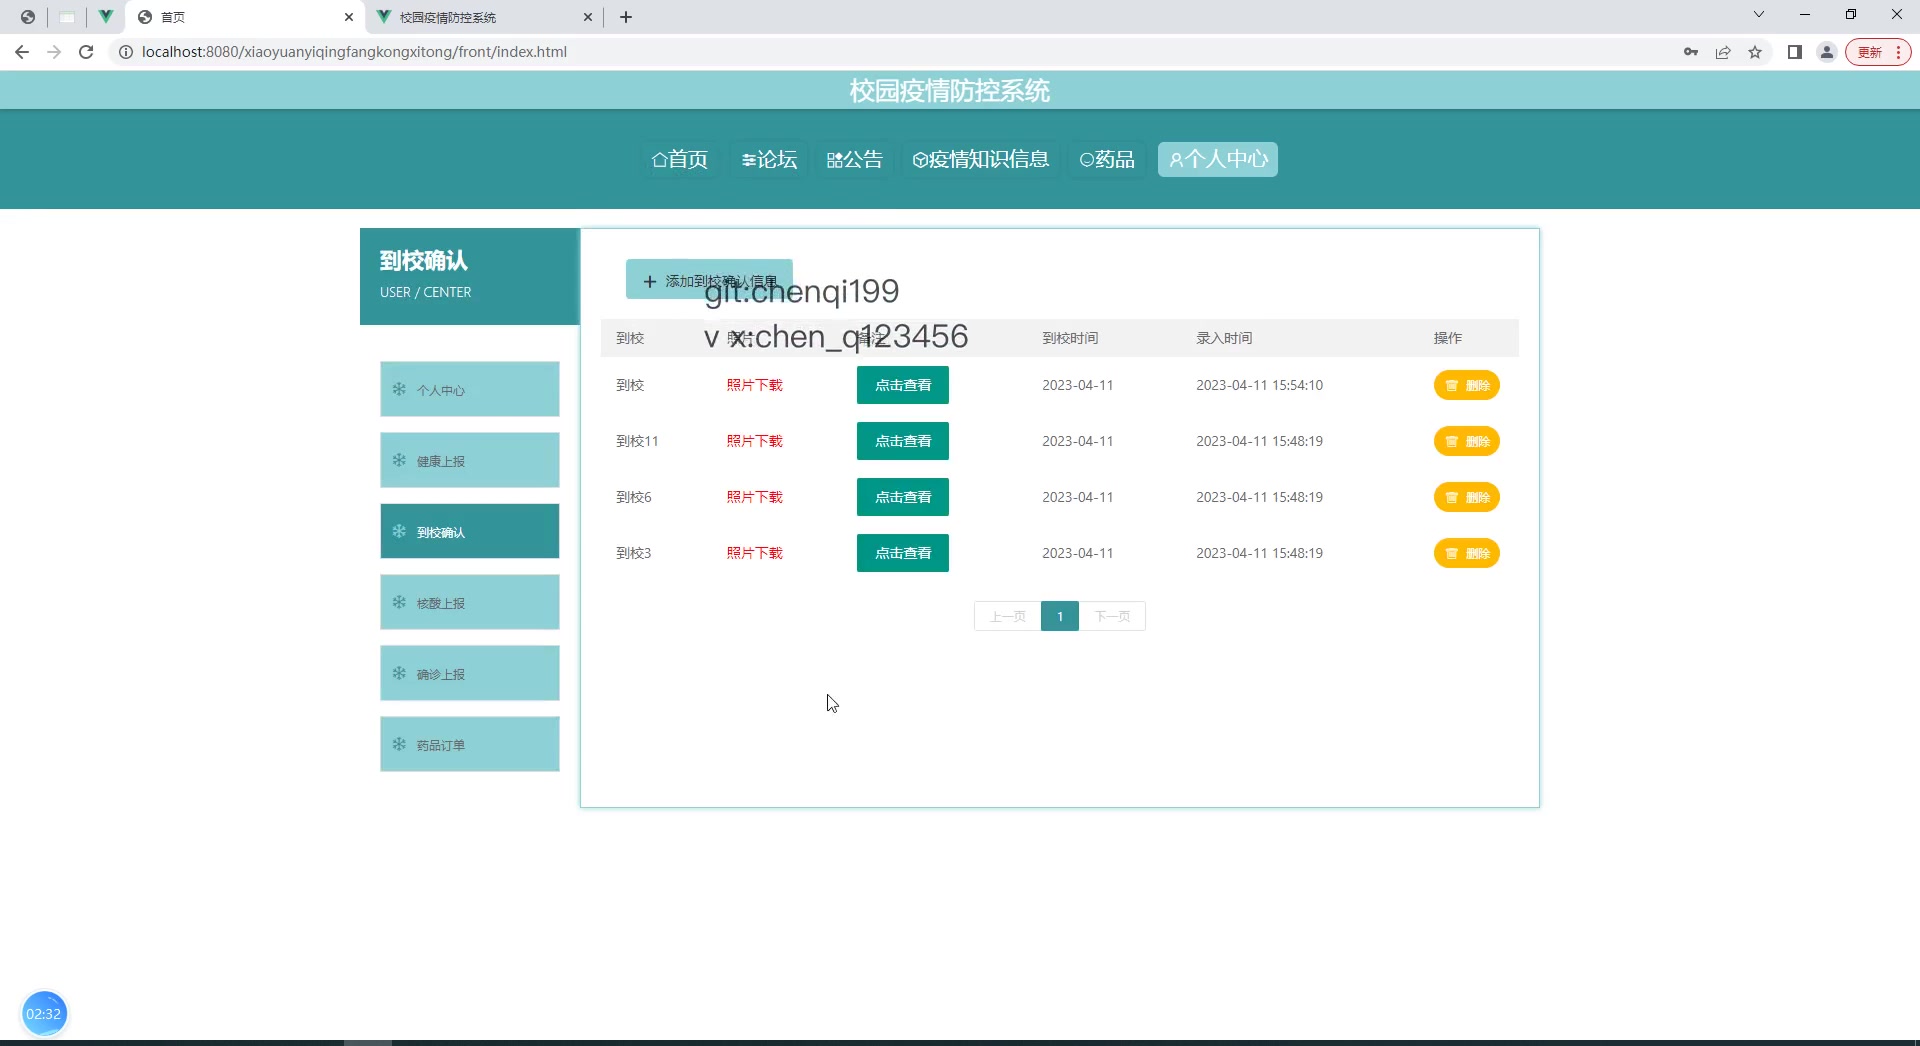 首页
校园疫情防控系统
localhost:8080/xiaoyuanyiqingfangkongxitong/front/index.html
更新
校园疫情防控系统
首页
论坛
公告
疫情知识信息
药品
个人中心
到校确认
USER / CENTER
个人中心
健康上报
到校确认
核酸上报
确诊上报
药品订单
添加到校确认信息
git:chenqi199
v x:chen_q123456
到校 照片 备注 到校时间 录入时间 操作
到校 照片下载 点击查看 2023-04-11 2023-04-11 15:54:10 删除
到校11 照片下载 点击查看 2023-04-11 2023-04-11 15:48:19 删除
到校6 照片下载 点击查看 2023-04-11 2023-04-11 15:48:19 删除
到校3 照片下载 点击查看 2023-04-11 2023-04-11 15:48:19 删除
上一页 1 下一页
02:32